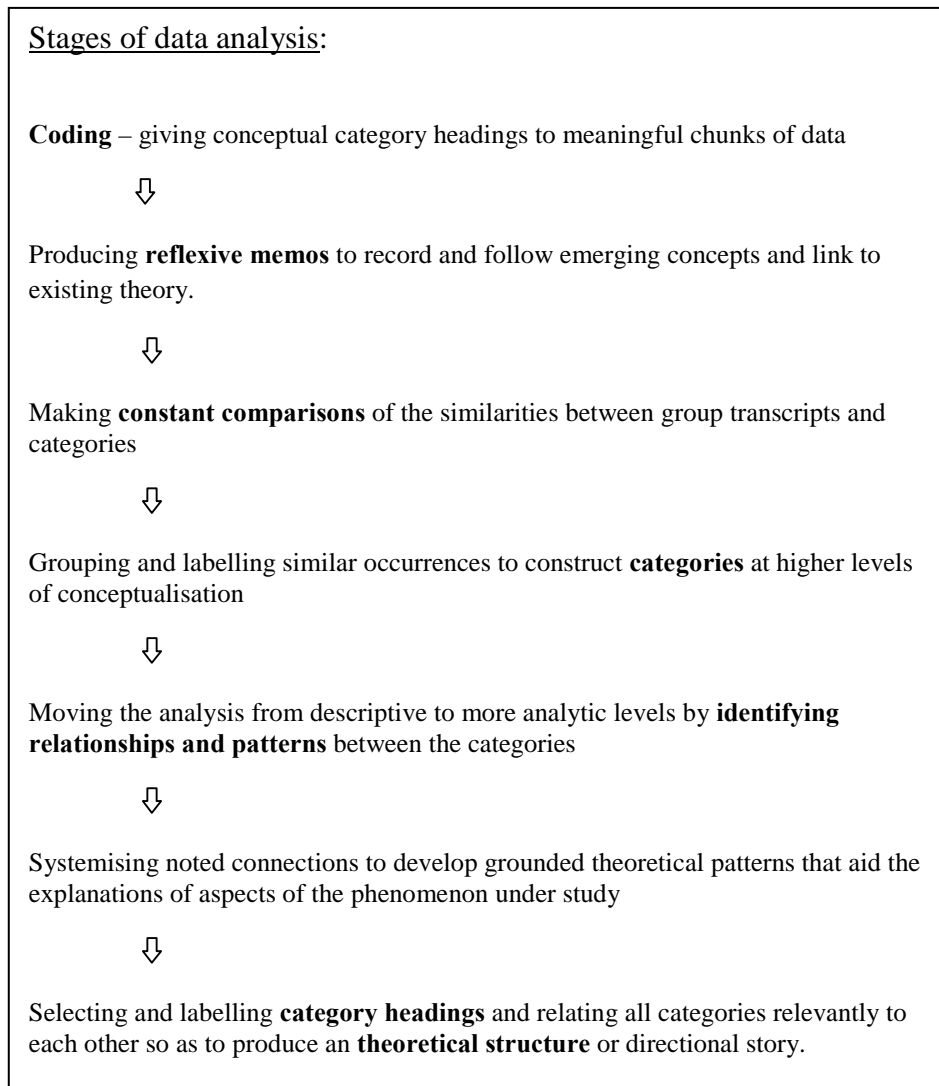 Stages of data analysis:
Coding – giving conceptual category headings to meaningful chunks of data
Producing reflexive memos to record and follow emerging concepts and link to
existing theory.
Making constant comparisons of the similarities between group transcripts and
categories
Grouping and labelling similar occurrences to construct categories at higher levels
of conceptualisation
Moving the analysis from descriptive to more analytic levels by identifying
relationships and patterns between the categories
Systemising noted connections to develop grounded theoretical patterns that aid the
explanations of aspects of the phenomenon under study
Selecting and labelling category headings and relating all categories relevantly to
each other so as to produce an theoretical structure or directional story.